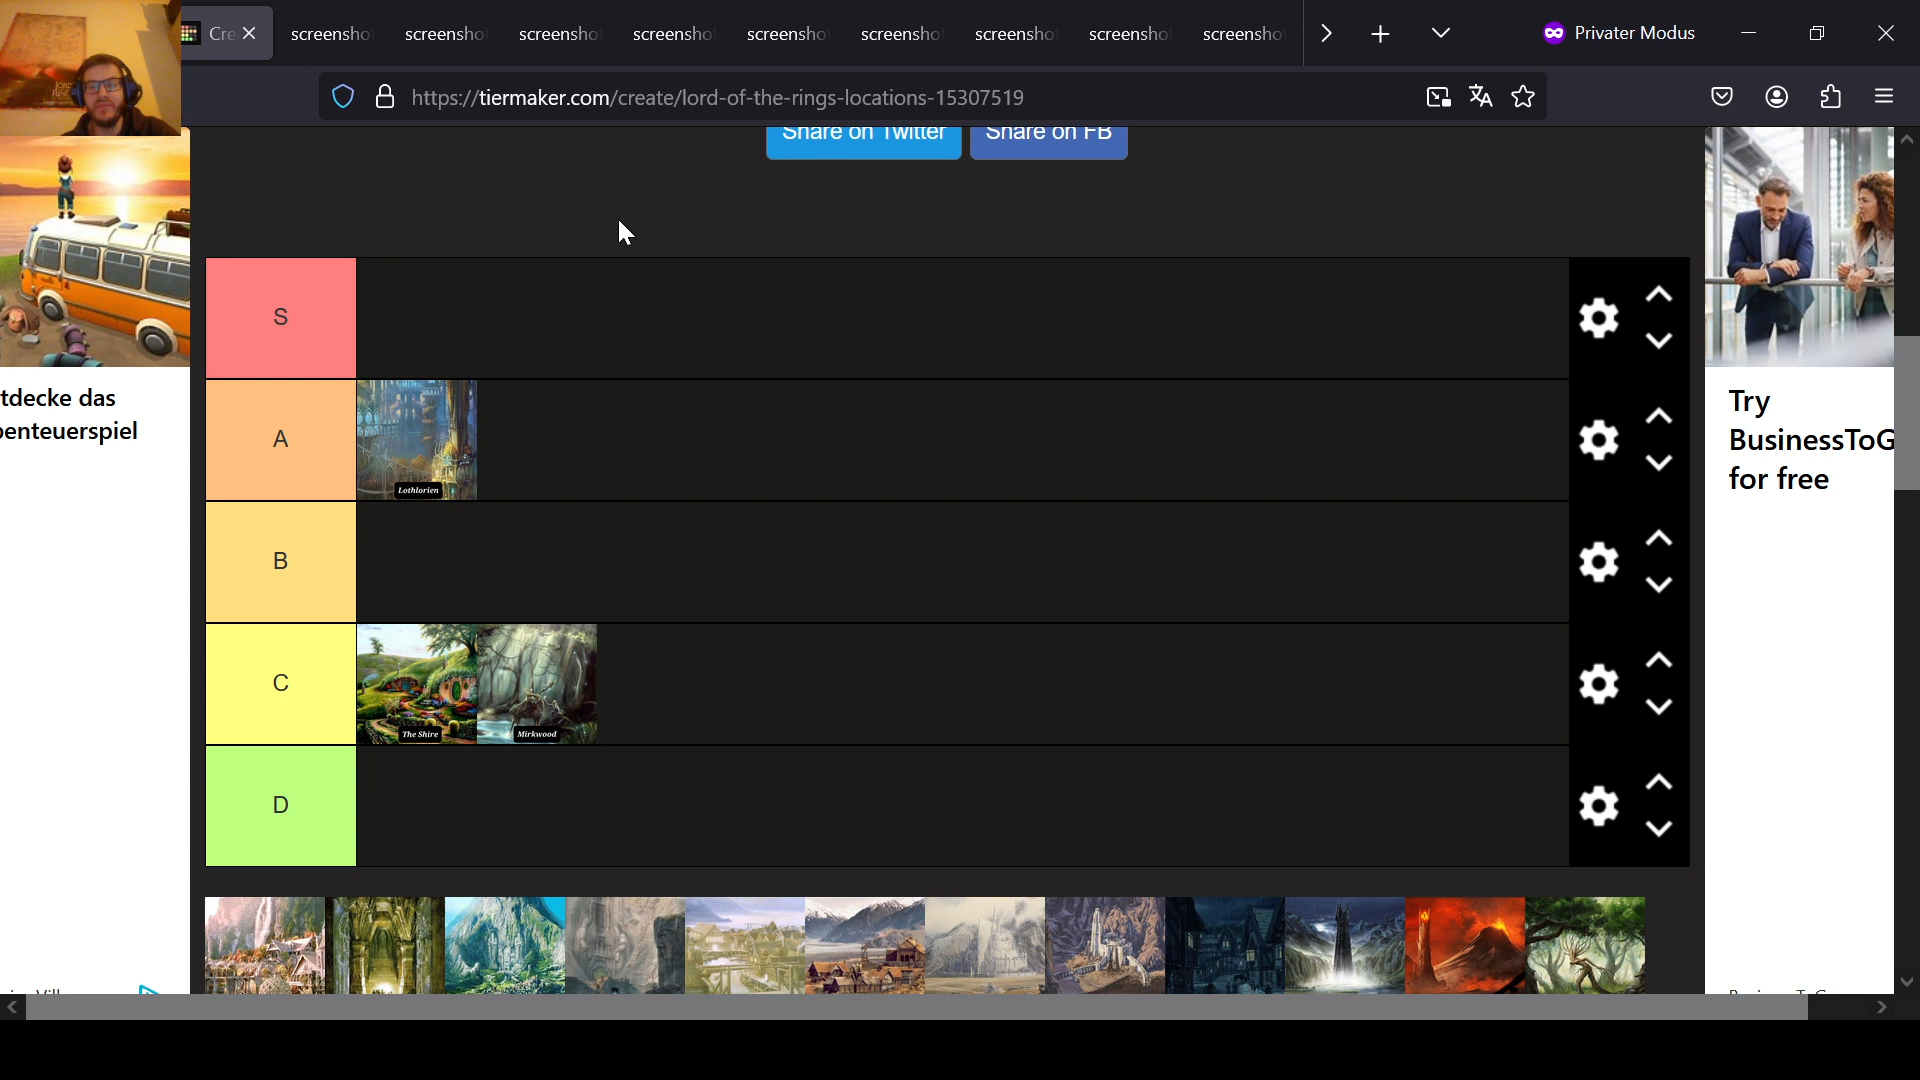 Cre
screensho
screensho
screensho
screensho
screensho
screensho
screensho
screensho
screensho
Privater Modus
https://tiermaker.com/create/lord-of-the-rings-locations-15307519
Share on Twitter
Share on FB
tdecke das
benteuerspiel
Try
BusinessToG
for free
S
A
Lothlorien
B
C
The Shire
Mirkwood
D